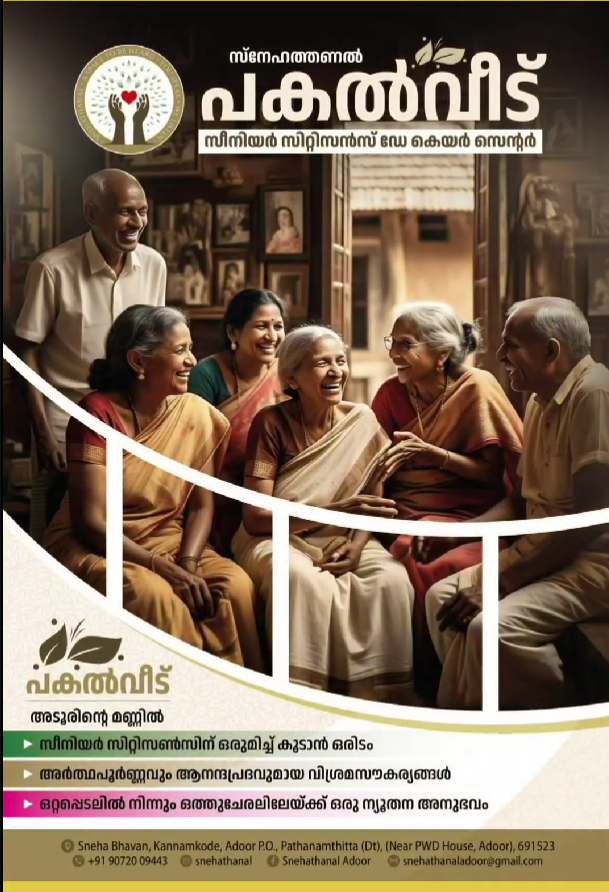 സ്നേഹത്തണൽ
പകൽവീട്
സീനിയർ സിറ്റിസൻസ് ഡേ കെയർ സെന്റർ
പകൽവീട്
അടൂരിന്റെ മണ്ണിൽ
സീനിയർ സിറ്റിസൺസിന് ഒരുമിച്ച് കൂടാൻ ഒരിടം
അർത്ഥപൂർണ്ണവും ആനന്ദപ്രദവുമായ വിശ്രമസൗകര്യങ്ങൾ
ഒറ്റപ്പെടലിൽ നിന്നും ഒത്തുചേരലിലേയ്ക്ക് ഒരു ന്യൂതന അനുഭവം
Sneha Bhavan, Kannamkode, Adoor P.O., Pathanamthitta (Dt), (Near PWD House, Adoor), 691523
+91 90720 09443 snehathanal Snehathanal Adoor snehathanaladoor@gmail.com